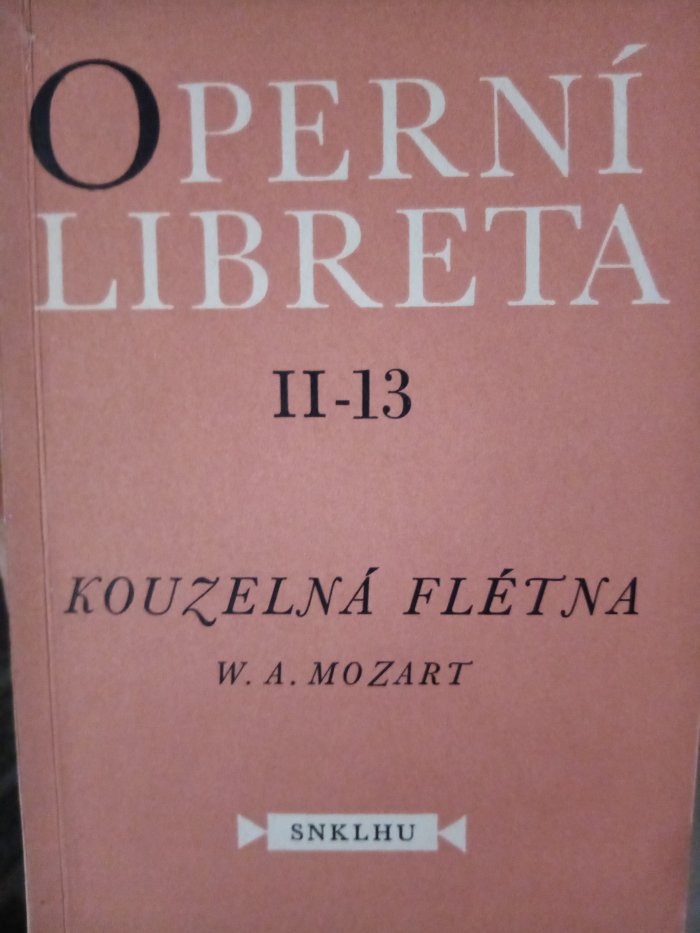 OPERNÍ
LIBRETA
II-13
KOUZELNÁ FLÉTNA
W. A. MOZART
SNKLHU